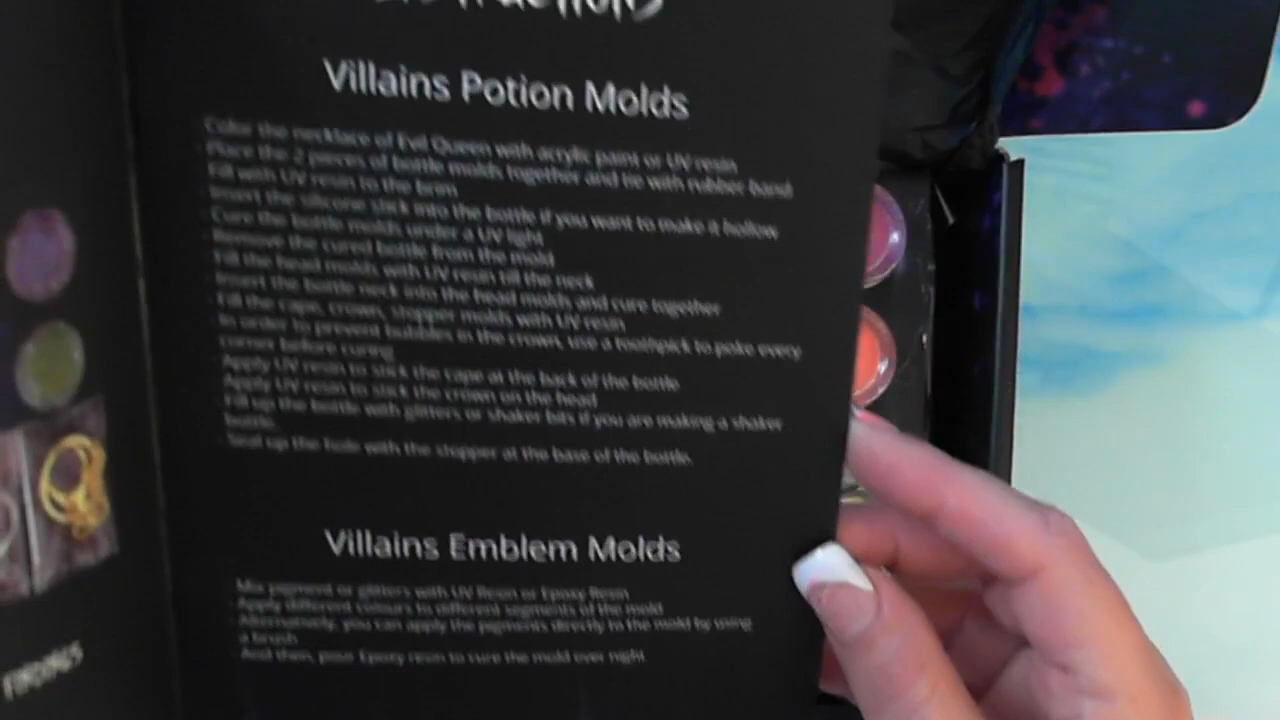 Villains Potion Molds
- Color the necklace of Evil Queen with acrylic paint or UV resin
- Place the 2 pieces of bottle molds together and tie with rubber band
- Fill with UV resin to the brim
- Insert the silicone stick into the bottle if you want to make it hollow
- Cure the bottle molds under a UV light
- Remove the cured bottle from the mold
- Fill the head molds with UV resin till the neck
- Insert the bottle neck into the head molds and cure together
- Fill the cape, crown, stopper molds with UV resin
- In order to prevent bubbles in the crown, use a toothpick to poke every
corner before curing
- Apply UV resin to stick the cape at the back of the bottle
- Apply UV resin to stick the crown on the head
- Fill up the bottle with glitters or shaker bits if you are making a shaker
bottle.
- Seal up the hole with the stopper at the base of the bottle.
Villains Emblem Molds
- Mix pigment or glitters with UV Resin or Epoxy Resin
- Apply different colours to different segments of the mold
- Alternatively, you can apply the pigments directly to the mold by using
a brush
- And then, pour Epoxy resin to cure the mold over night